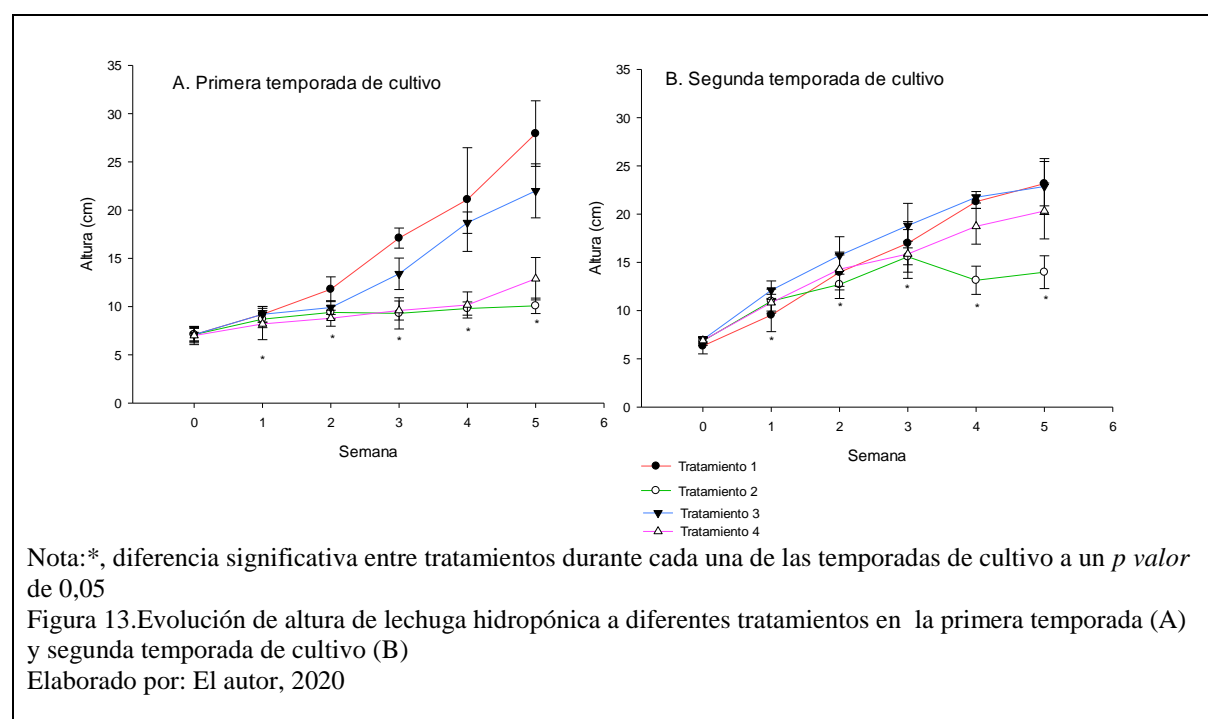 A. Primera temporada de cultivo
Altura (cm)
35
30
25
20
15
10
5
0
0 1 2 3 4 5 6
Semana
*
*
*
*
*
B. Segunda temporada de cultivo
Altura (cm)
35
30
25
20
15
10
5
0
0 1 2 3 4 5 6
Semana
*
*
*
*
*
Tratamiento 1
Tratamiento 2
Tratamiento 3
Tratamiento 4
Nota:*, diferencia significativa entre tratamientos durante cada una de las temporadas de cultivo a un p valor
de 0,05
Figura 13.Evolución de altura de lechuga hidropónica a diferentes tratamientos en la primera temporada (A)
y segunda temporada de cultivo (B)
Elaborado por: El autor, 2020